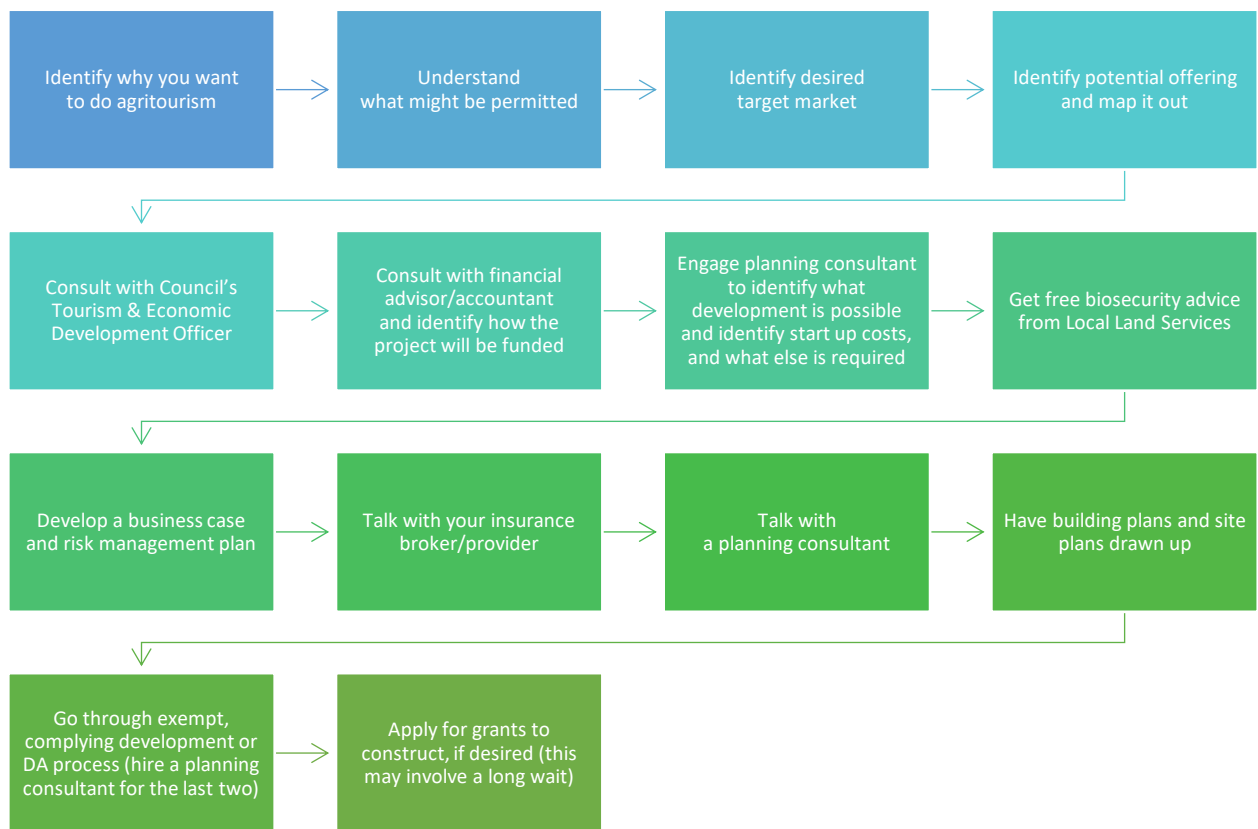 Identify why you want
to do agritourism
Understand
what might be permitted
Identify desired
target market
Identify potential offering
and map it out
Consult with Council’s
Tourism & Economic
Development Officer
Consult with financial
advisor/accountant
and identify how the
project will be funded
Engage planning consultant
to identify what
development is possible
and identify start up costs,
and what else is required
Get free biosecurity advice
from Local Land Services
Develop a business case
and risk management plan
Talk with your insurance
broker/provider
Talk with
a planning consultant
Have building plans and site
plans drawn up
Go through exempt,
complying development or
DA process (hire a planning
consultant for the last two)
Apply for grants to
construct, if desired (this
may involve a long wait)